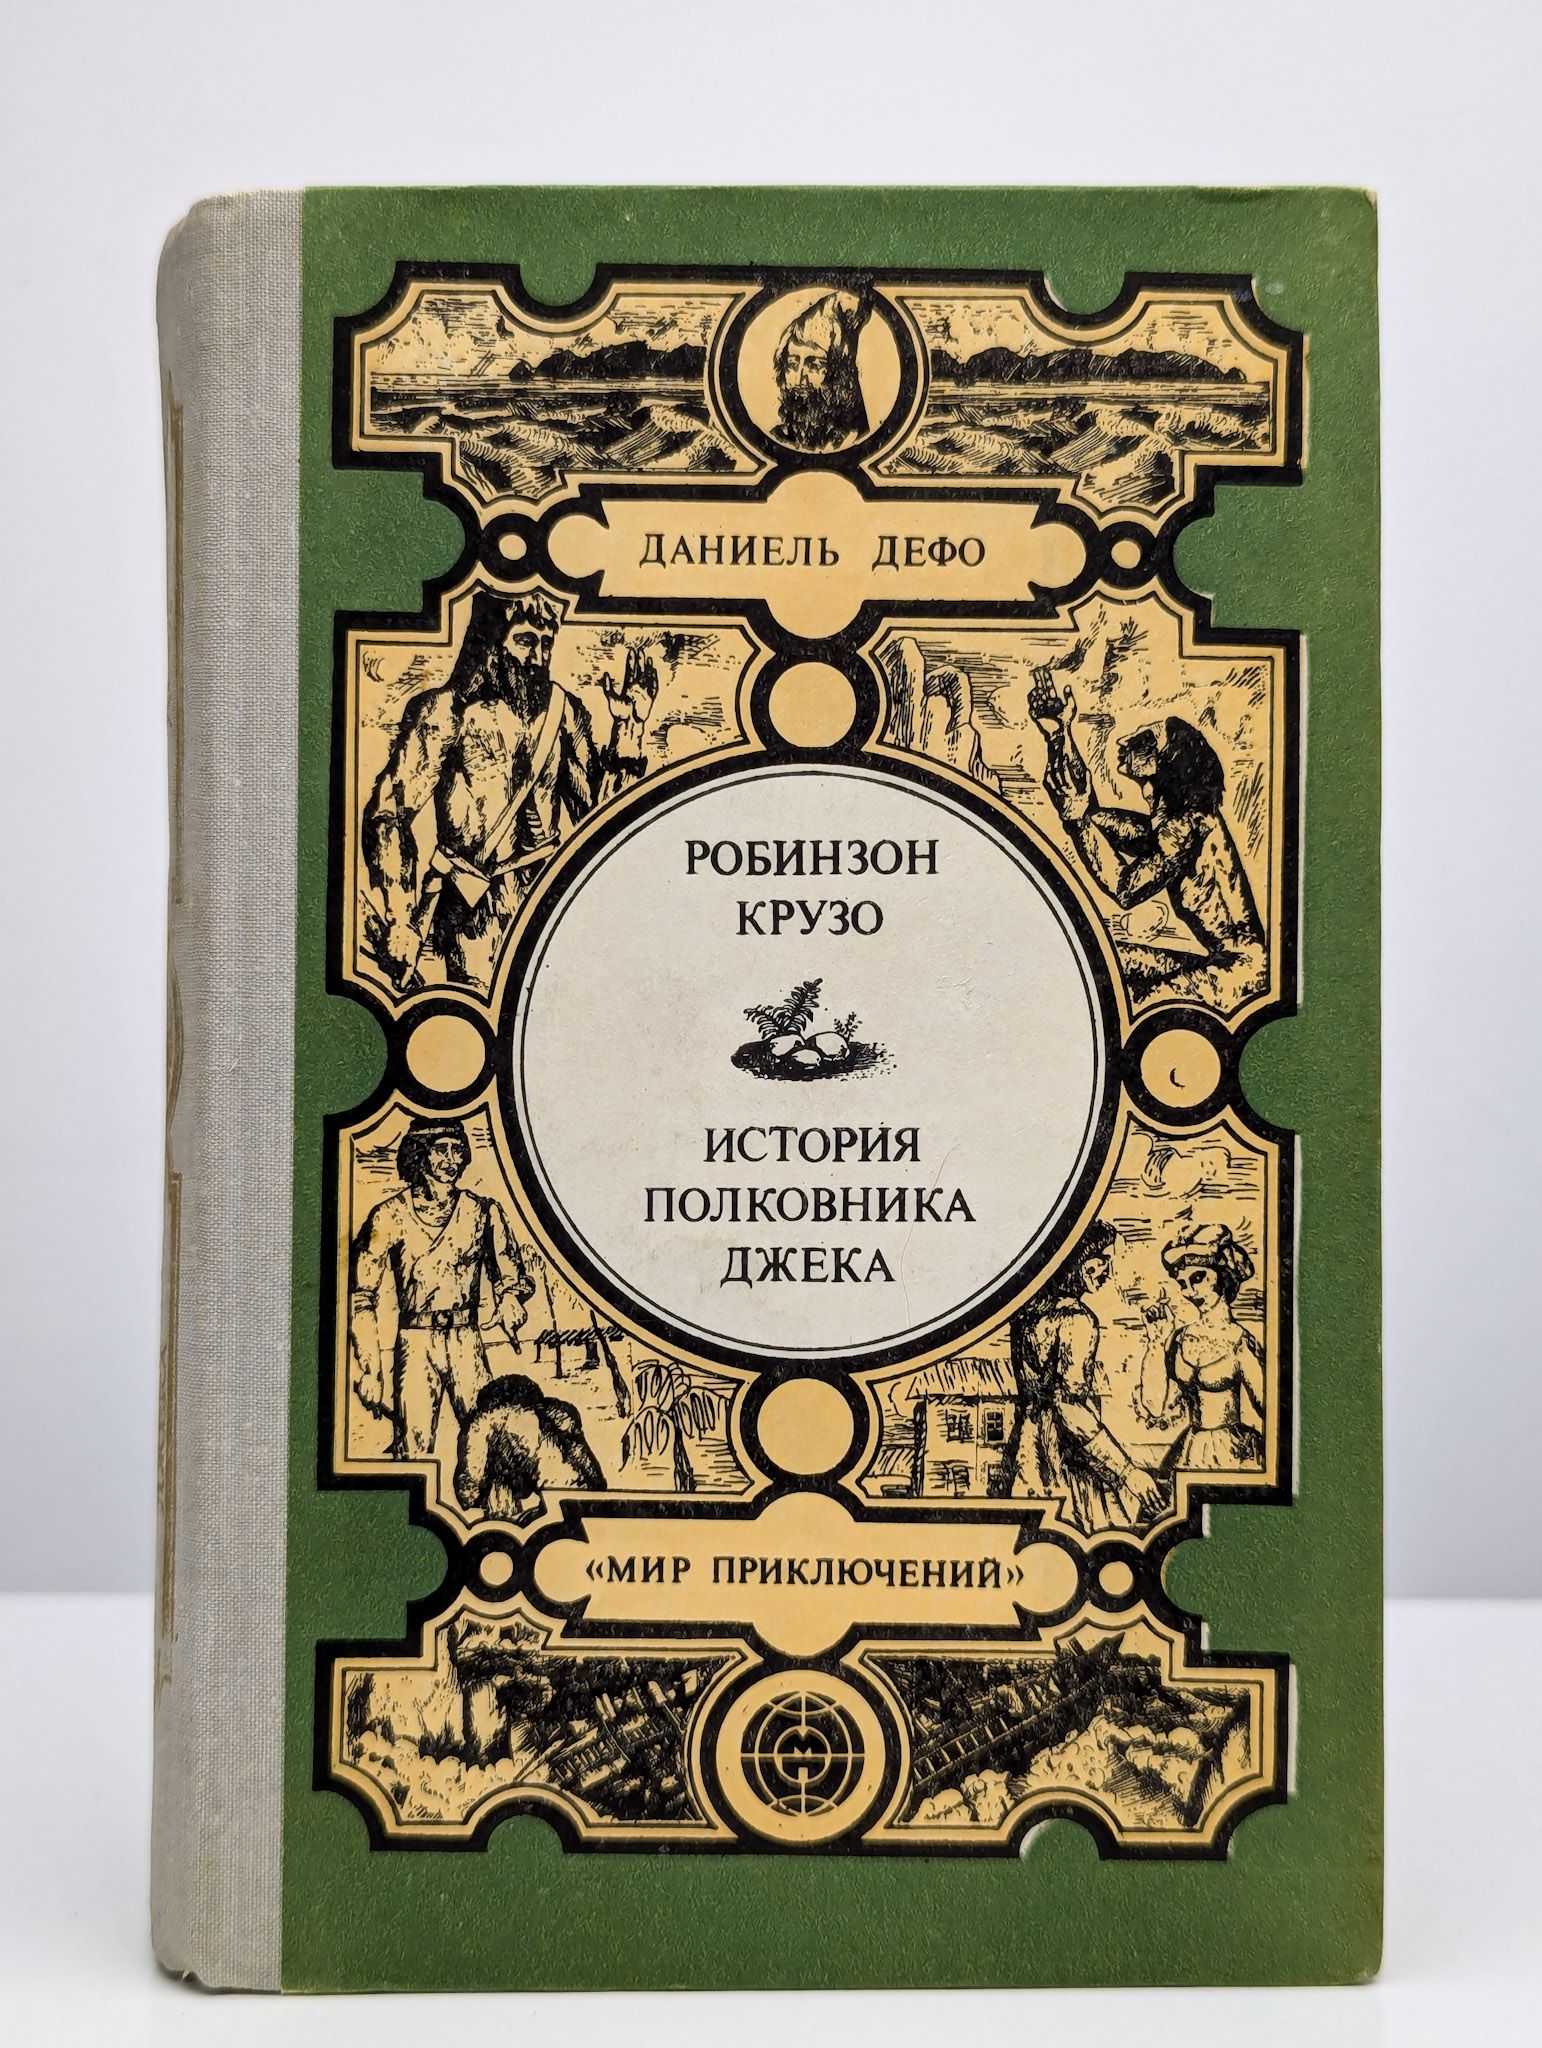 ДАНИЕЛЬ ДЕФО
РОБИНЗОН
КРУЗО
ИСТОРИЯ
ПОЛКОВНИКА
ДЖЕКА
«МИР ПРИКЛЮЧЕНИЙ»